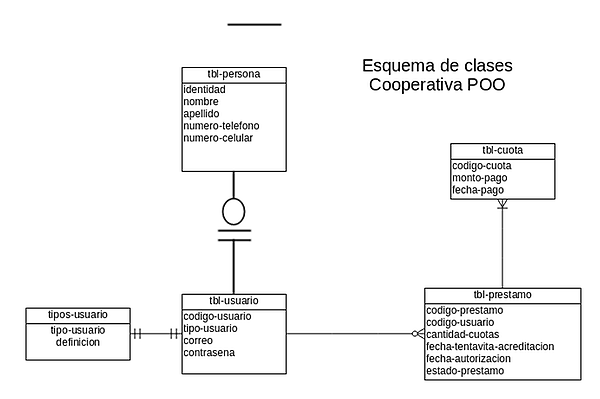 Esquema de clases
Cooperativa POO
tbl-persona
identidad
nombre
apellido
numero-telefono
numero-celular
tbl-cuota
codigo-cuota
monto-pago
fecha-pago
tipos-usuario
tipo-usuario
definicion
tbl-usuario
codigo-usuario
tipo-usuario
correo
contrasena
tbl-prestamo
codigo-prestamo
codigo-usuario
cantidad-cuotas
fecha-tentavita-acreditacion
fecha-autorizacion
estado-prestamo